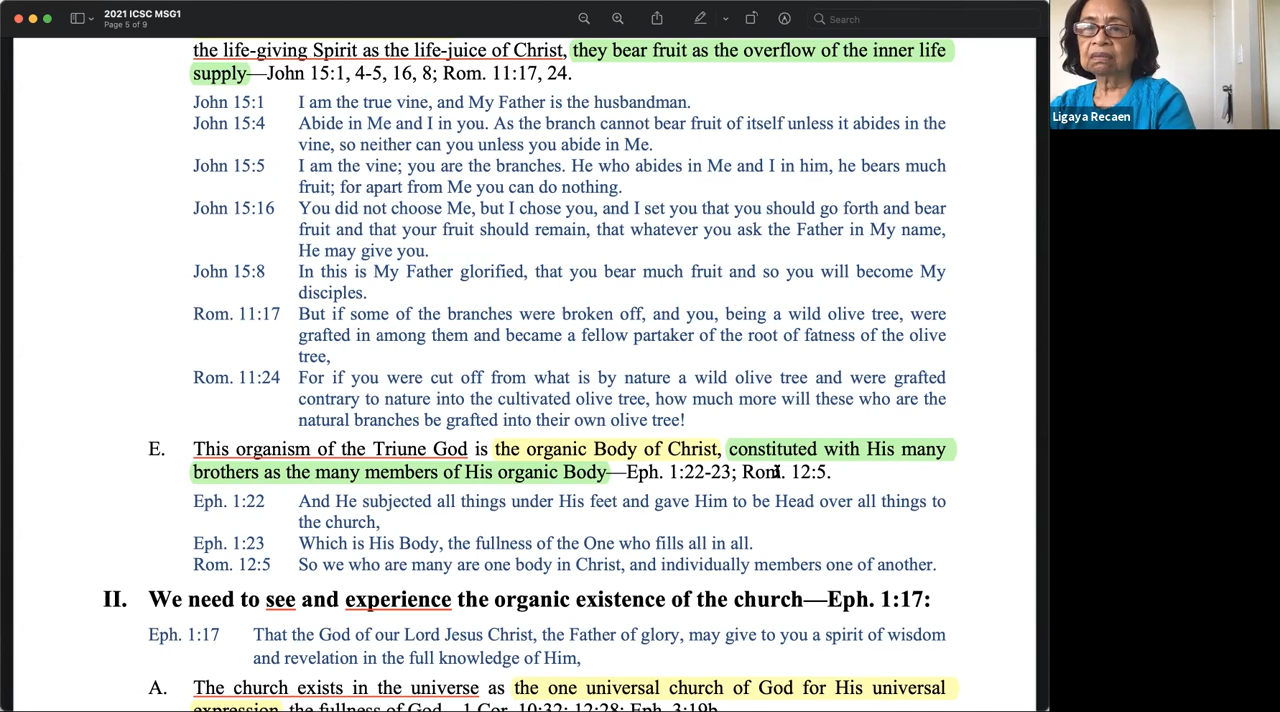 2021 ICSC MSG1
Page 5 of 9
Search
Ligaya Recaen
the life-giving Spirit as the life-juice of Christ, they bear fruit as the overflow of the inner life
supply—John 15:1, 4-5, 16, 8; Rom. 11:17, 24.
John 15:1 I am the true vine, and My Father is the husbandman.
John 15:4 Abide in Me and I in you. As the branch cannot bear fruit of itself unless it abides in the
vine, so neither can you unless you abide in Me.
John 15:5 I am the vine; you are the branches. He who abides in Me and I in him, he bears much
fruit; for apart from Me you can do nothing.
John 15:16 You did not choose Me, but I chose you, and I set you that you should go forth and bear
fruit and that your fruit should remain, that whatever you ask the Father in My name,
He may give you.
John 15:8 In this is My Father glorified, that you bear much fruit and so you will become My
disciples.
Rom. 11:17 But if some of the branches were broken off, and you, being a wild olive tree, were
grafted in among them and became a fellow partaker of the root of fatness of the olive
tree,
Rom. 11:24 For if you were cut off from what is by nature a wild olive tree and were grafted
contrary to nature into the cultivated olive tree, how much more will these who are the
natural branches be grafted into their own olive tree!
E. This organism of the Triune God is the organic Body of Christ, constituted with His many
brothers as the many members of His organic Body—Eph. 1:22-23; Rom. 12:5.
Eph. 1:22 And He subjected all things under His feet and gave Him to be Head over all things to
the church,
Eph. 1:23 Which is His Body, the fullness of the One who fills all in all.
Rom. 12:5 So we who are many are one body in Christ, and individually members one of another.
II. We need to see and experience the organic existence of the church—Eph. 1:17:
Eph. 1:17 That the God of our Lord Jesus Christ, the Father of glory, may give to you a spirit of wisdom
and revelation in the full knowledge of Him,
A. The church exists in the universe as the one universal church of God for His universal
expression, the fullness of God—1 Cor. 10:32; 12:28; Eph. 3:19b